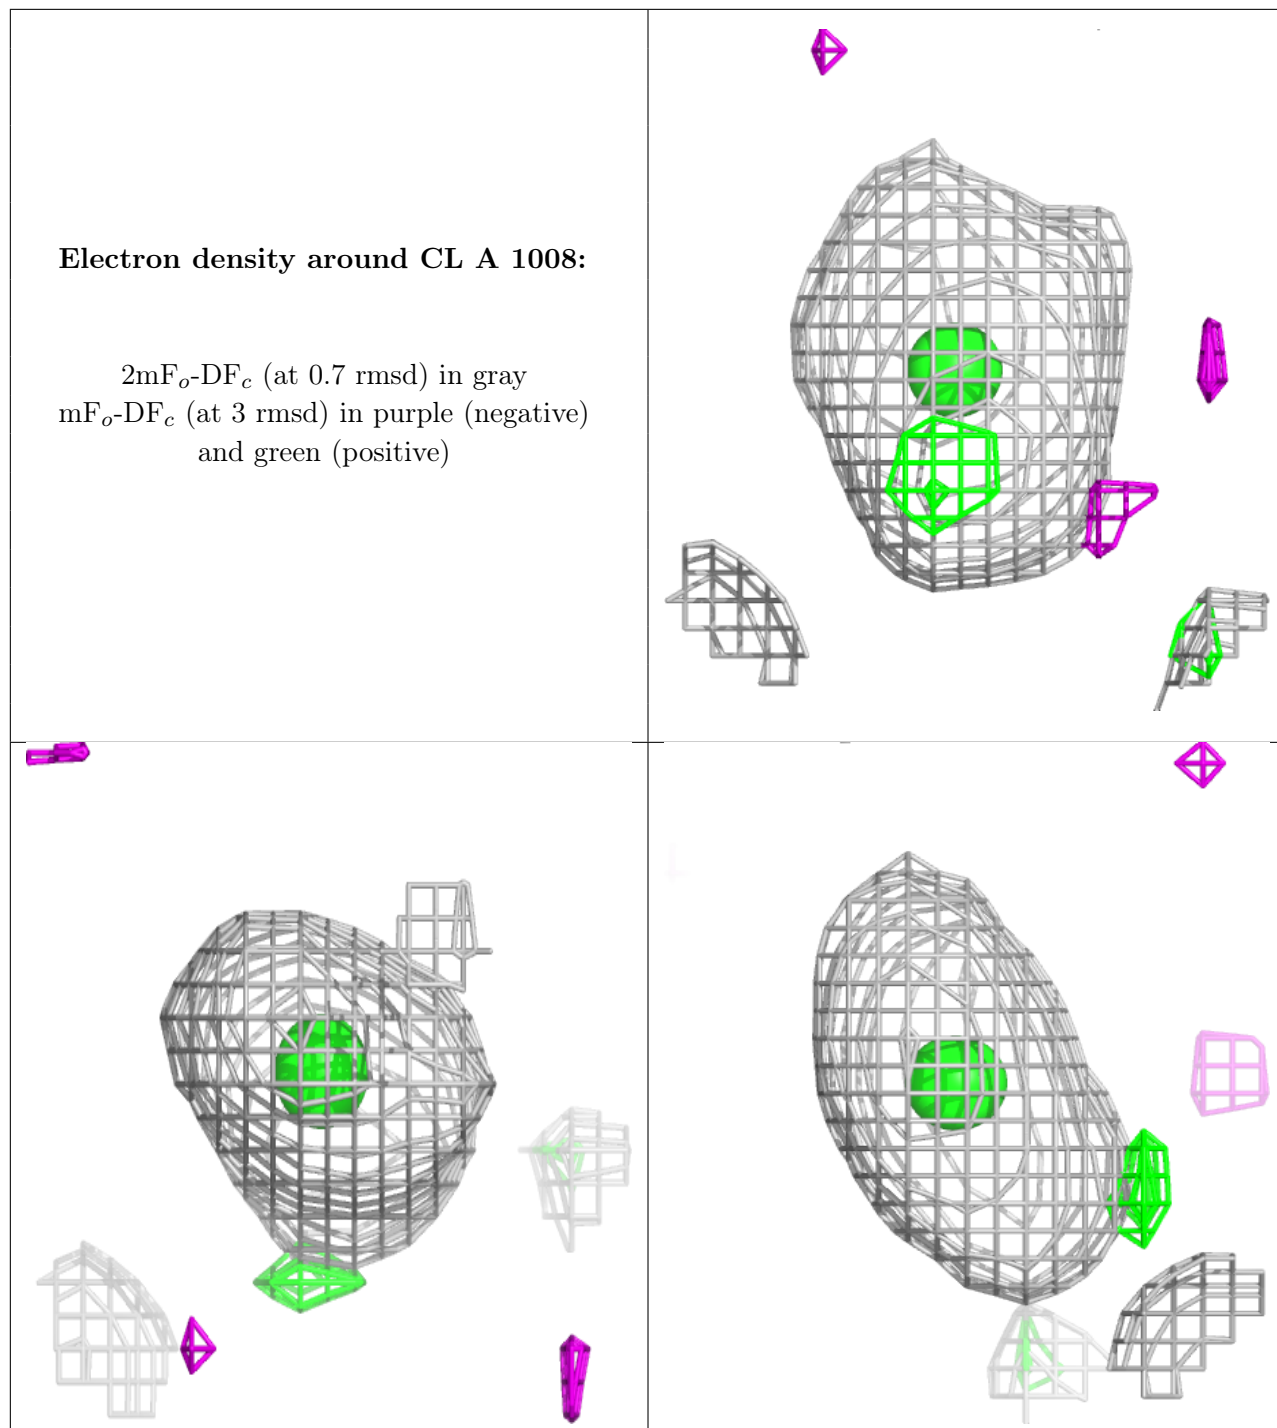 Electron density around CL A 1008:
2mFo-DFc (at 0.7 rmsd) in gray
mFo-DFc (at 3 rmsd) in purple (negative)
and green (positive)